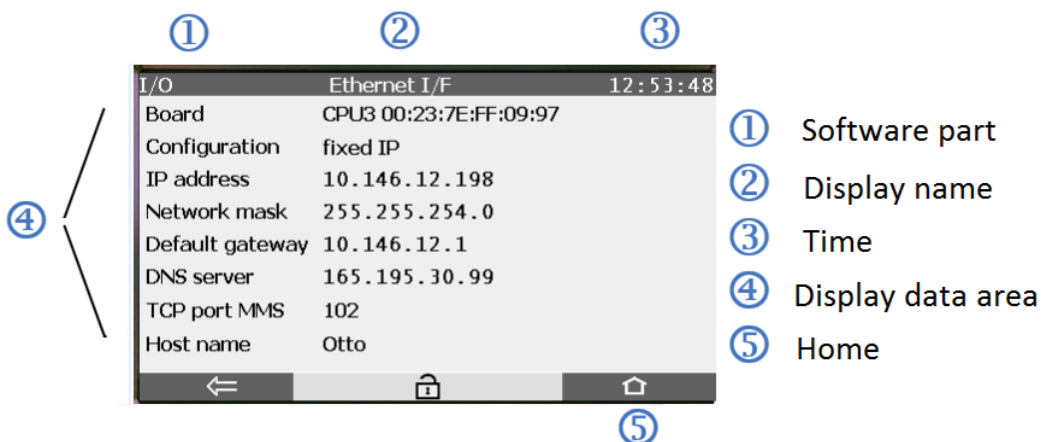 ① ② ③
I/O Ethernet I/F 12:53:48
Board CPU3 00:23:7E:FF:09:97
Configuration fixed IP
IP address 10.146.12.198
Network mask 255.255.254.0
Default gateway 10.146.12.1
DNS server 165.195.30.99
TCP port MMS 102
Host name Otto
④
⑤
① Software part
② Display name
③ Time
④ Display data area
⑤ Home